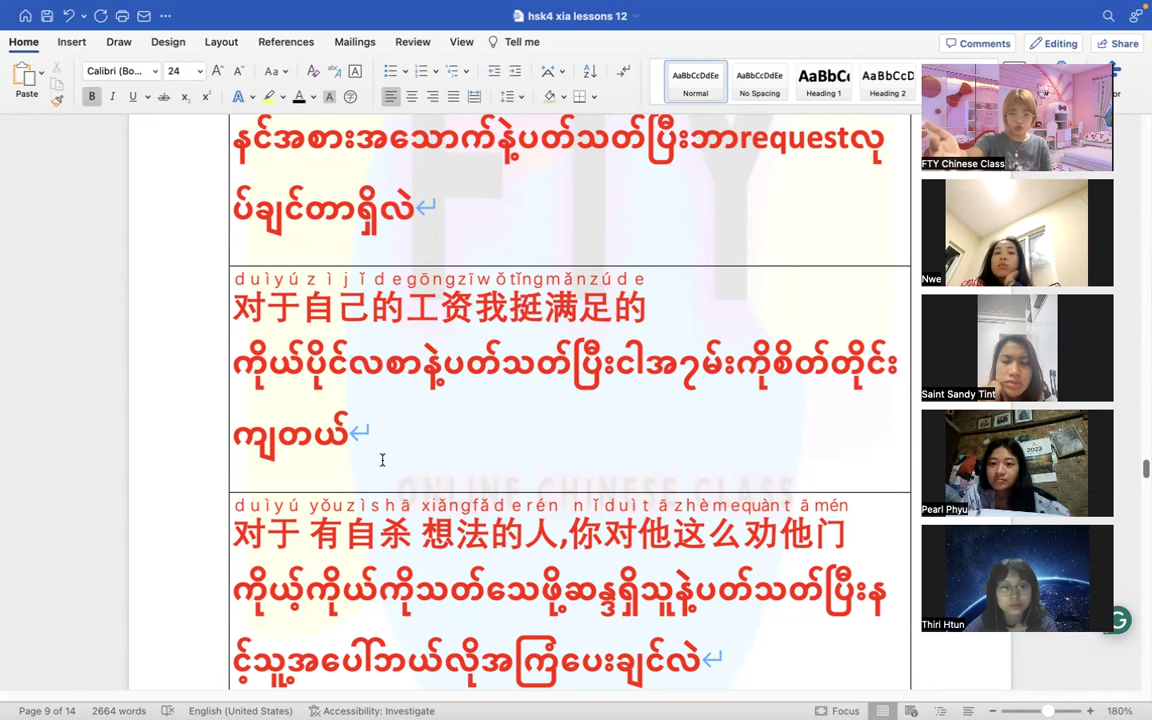 hsk4 xia lessons 12
Home Insert Draw Design Layout References Mailings Review View Tell me
Comments Editing Share
Paste
Calibri (Bo... 24
AaBbCcDdEe AaBbCcDdEe AaBbC AaBbCcD
Normal No Spacing Heading 1 Heading 2
နင်အစားအသောက်နဲ့ပတ်သတ်ပြီးဘာrequestလု
ပ်ချင်တာရှိလဲ
duìyú zìjǐ de gōngzī wǒ tǐng mǎnzú de
对于自己的工资我挺满足的
ကိုယ်ပိုင်လစာနဲ့ပတ်သတ်ပြီးငါအ၇မ်းကိုစိတ်တိုင်း
ကျတယ်
ONLINE CHINESE CLASS
duìyú yǒu zìshā xiǎngfǎ de rén nǐ duì tā zhème quàn tāmén
对于 有自杀 想法的人,你对他这么劝他门
ကိုယ့်ကိုယ်ကိုသတ်သေဖို့ဆန္ဒရှိသူနဲ့ပတ်သတ်ပြီးန
င့်သူ့အပေါ်ဘယ်လိုအကြံပေးချင်လဲ
FTY Chinese Class
Nwe
Saint Sandy Tint
Pearl Phyu
Thiri Htun
Page 9 of 14 2664 words English (United States) Accessibility: Investigate Focus 180%